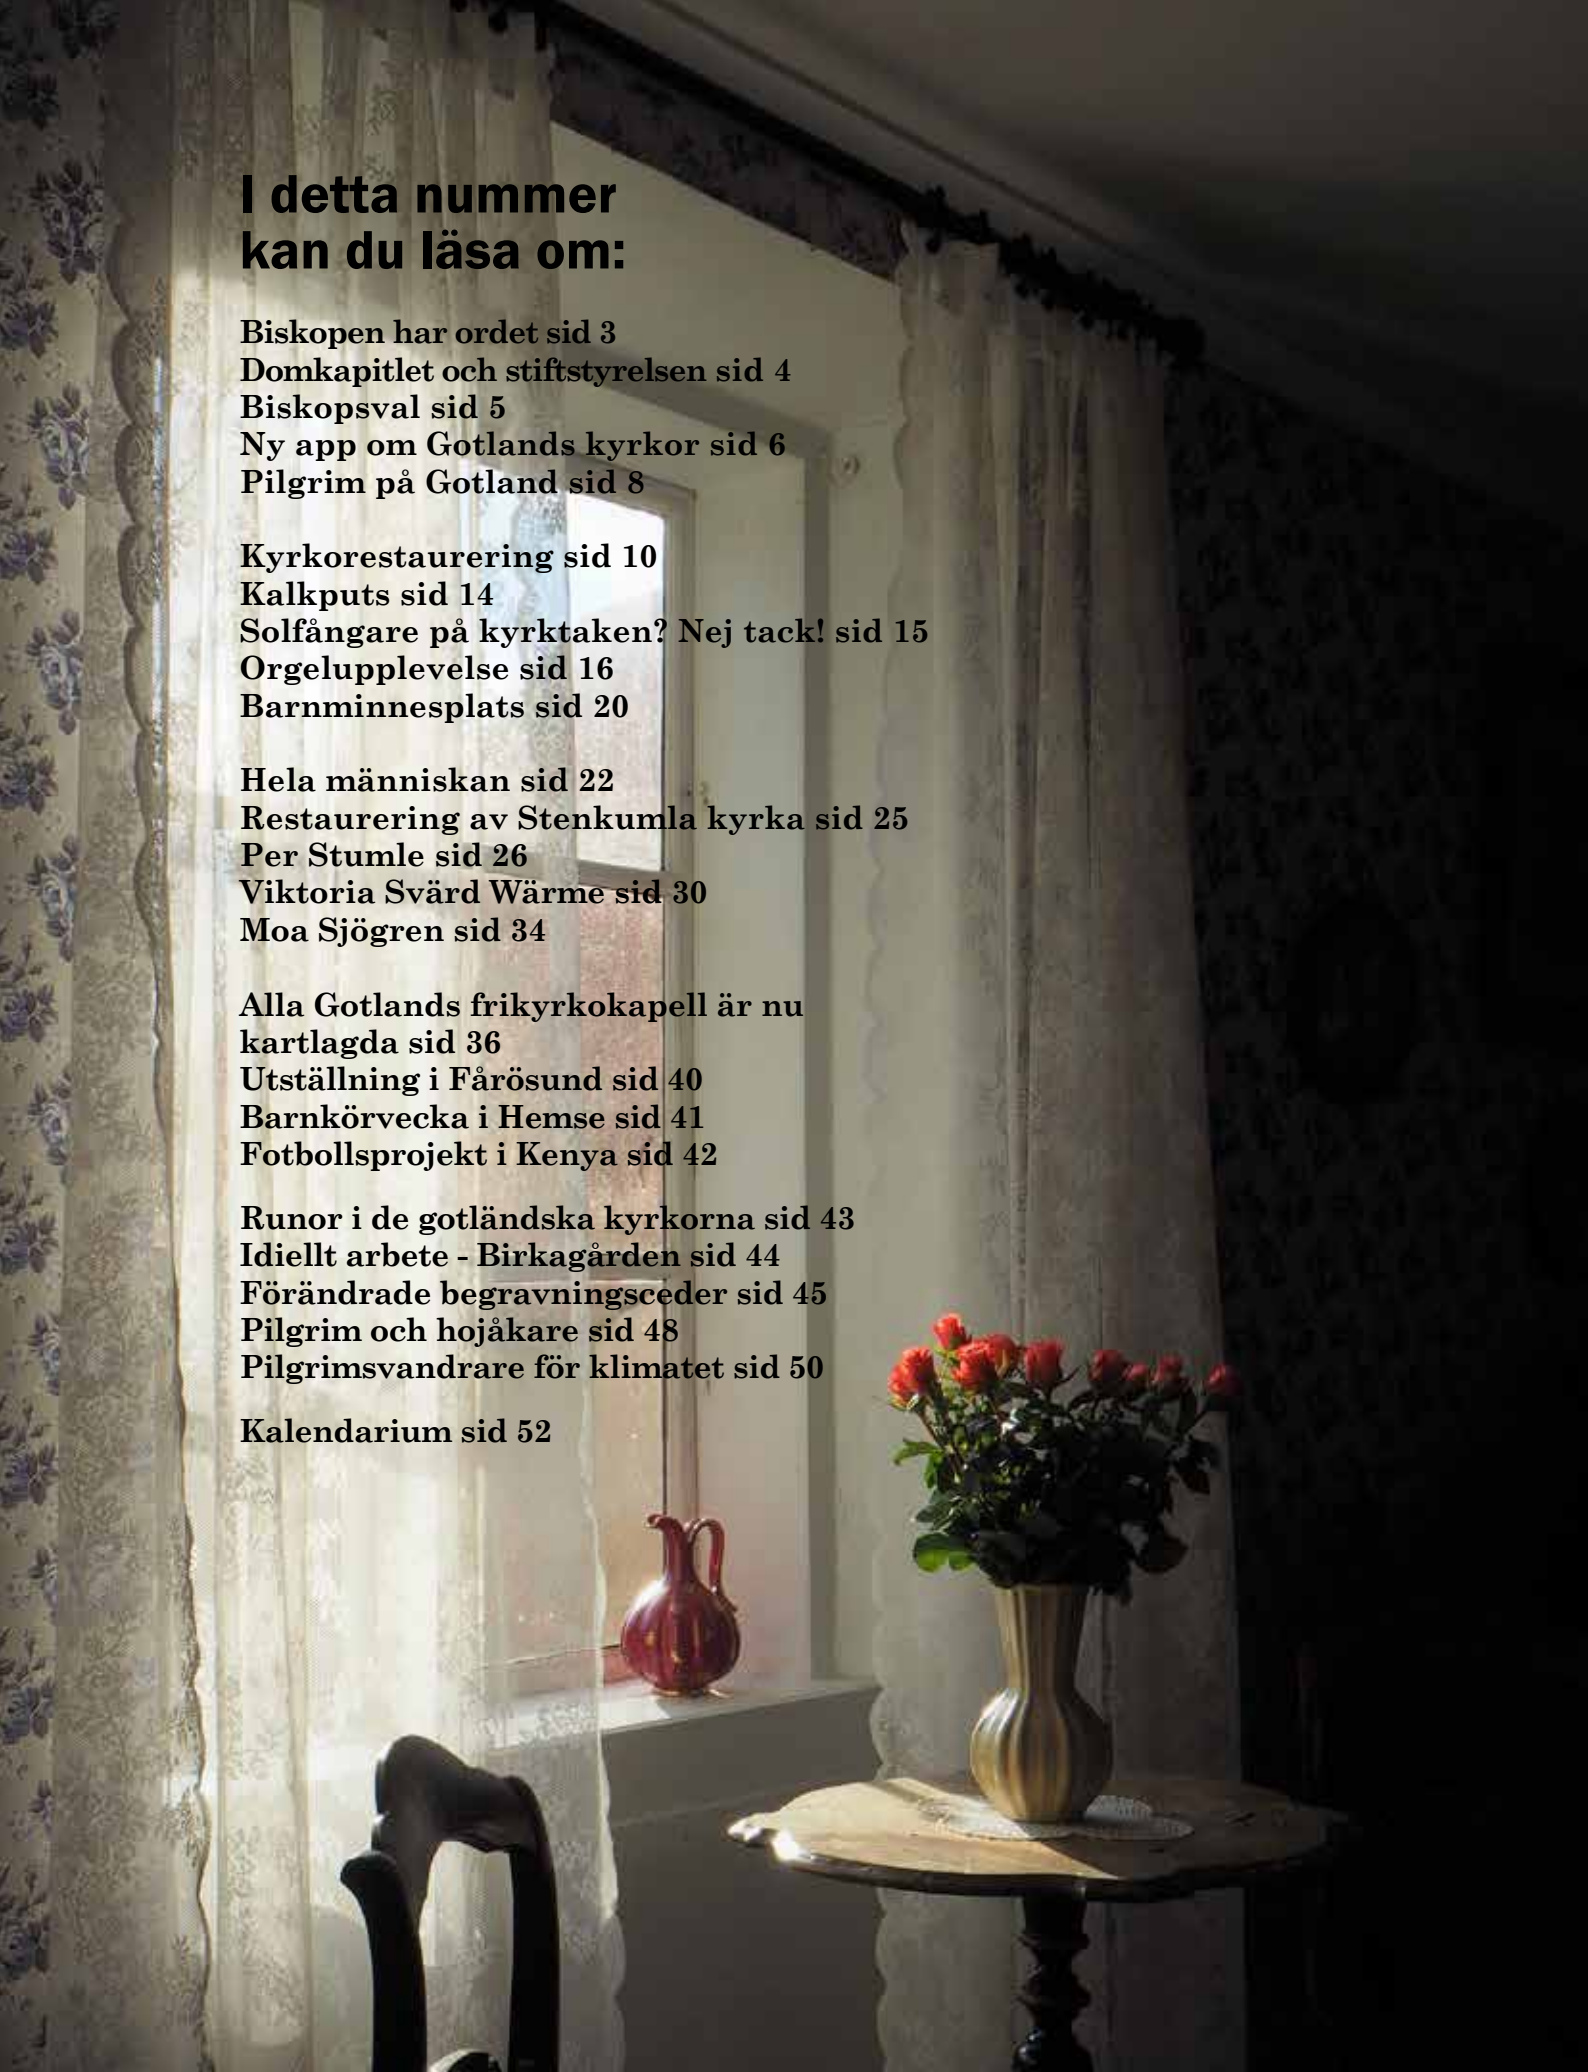 I detta nummer
kan du läsa om:
Biskopen har ordet sid 3
Domkapitlet och stiftstyrelsen sid 4
Biskopsval sid 5
Ny app om Gotlands kyrkor sid 6
Pilgrim på Gotland sid 8
Kyrkorestaurering sid 10
Kalkputs sid 14
Solfångare på kyrktaken? Nej tack! sid 15
Orgelupplevelse sid 16
Barnminnesplats sid 20
Hela människan sid 22
Restaurering av Stenkumla kyrka sid 25
Per Stumle sid 26
Viktoria Svärd Wärme sid 30
Moa Sjögren sid 34
Alla Gotlands frikyrkokapell är nu
kartlagda sid 36
Utställning i Fårösund sid 40
Barnkörvecka i Hemse sid 41
Fotbollsprojekt i Kenya sid 42
Runor i de gotländska kyrkorna sid 43
Idiellt arbete - Birkagården sid 44
Förändrade begravningsceder sid 45
Pilgrim och hojåkare sid 48
Pilgrimsvandrare för klimatet sid 50
Kalendarium sid 52